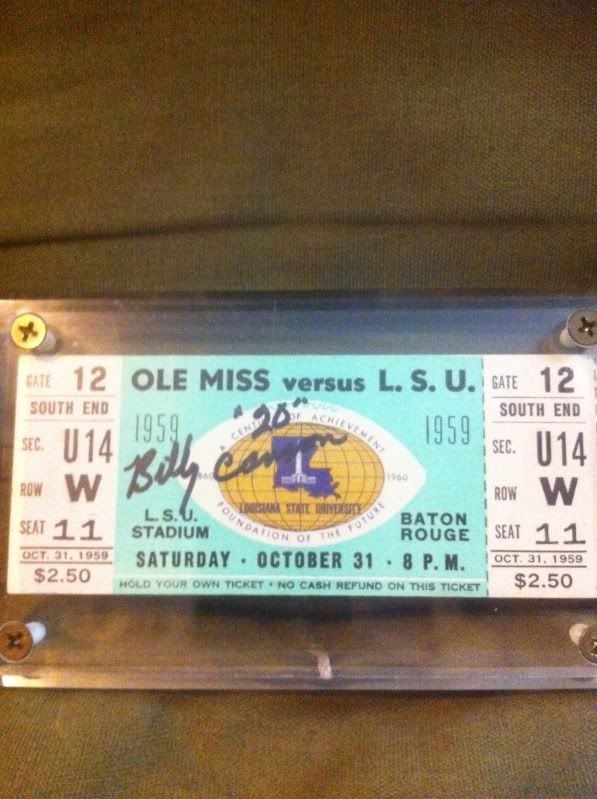 GATE 12
SOUTH END
SEC. U14
ROW W
SEAT 11
OCT. 31, 1959
$2.50
OLE MISS versus L. S. U.
1959
1959
"20"
Billy Cannon
A CENTURY OF ACHIEVEMENT
1860
1960
LOUISIANA STATE UNIVERSITY
FOUNDATION OF THE FUTURE
L. S. U.
STADIUM
BATON
ROUGE
SATURDAY · OCTOBER 31 · 8 P. M.
HOLD YOUR OWN TICKET · NO CASH REFUND ON THIS TICKET
GATE 12
SOUTH END
SEC. U14
ROW W
SEAT 11
OCT. 31, 1959
$2.50